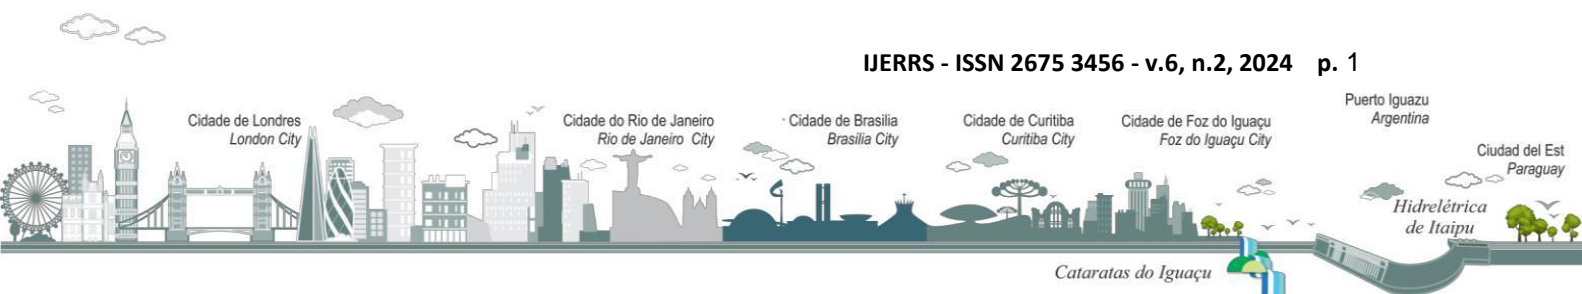 IJERRS - ISSN 2675 3456 - v.6, n.2, 2024 p. 1
Cidade de Londres
London City
Cidade do Rio de Janeiro
Rio de Janeiro City
Cidade de Brasilia
Brasilia City
Cidade de Curitiba
Curitiba City
Cidade de Foz do Iguaçu
Foz do Iguaçu City
Puerto Iguazu
Argentina
Ciudad del Est
Paraguay
Hidrelétrica
de Itaipu
Cataratas do Iguaçu